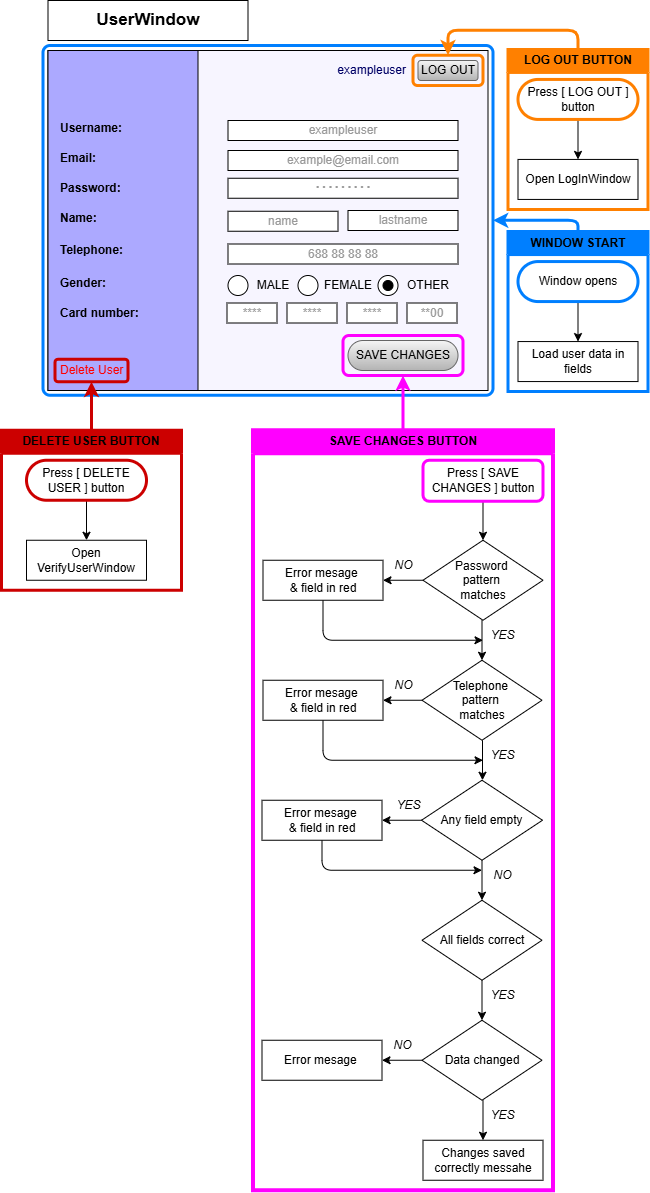 UserWindow
exampleuser
LOG OUT
Username:
exampleuser
Email:
example@email.com
Password:
- - - - - - - - -
Name:
name
lastname
Telephone:
688 88 88 88
Gender:
MALE
FEMALE
OTHER
Card number:
****
****
****
**00
SAVE CHANGES
Delete User
LOG OUT BUTTON
Press [ LOG OUT ]
button
Open LogInWindow
WINDOW START
Window opens
Load user data in
fields
DELETE USER BUTTON
Press [ DELETE
USER ] button
Open
VerifyUserWindow
SAVE CHANGES BUTTON
Press [ SAVE
CHANGES ] button
Password
pattern
matches
NO
Error mesage
& field in red
YES
Telephone
pattern
matches
NO
Error mesage
& field in red
YES
Any field empty
YES
Error mesage
& field in red
NO
All fields correct
YES
Data changed
NO
Error mesage
YES
Changes saved
correctly messahe